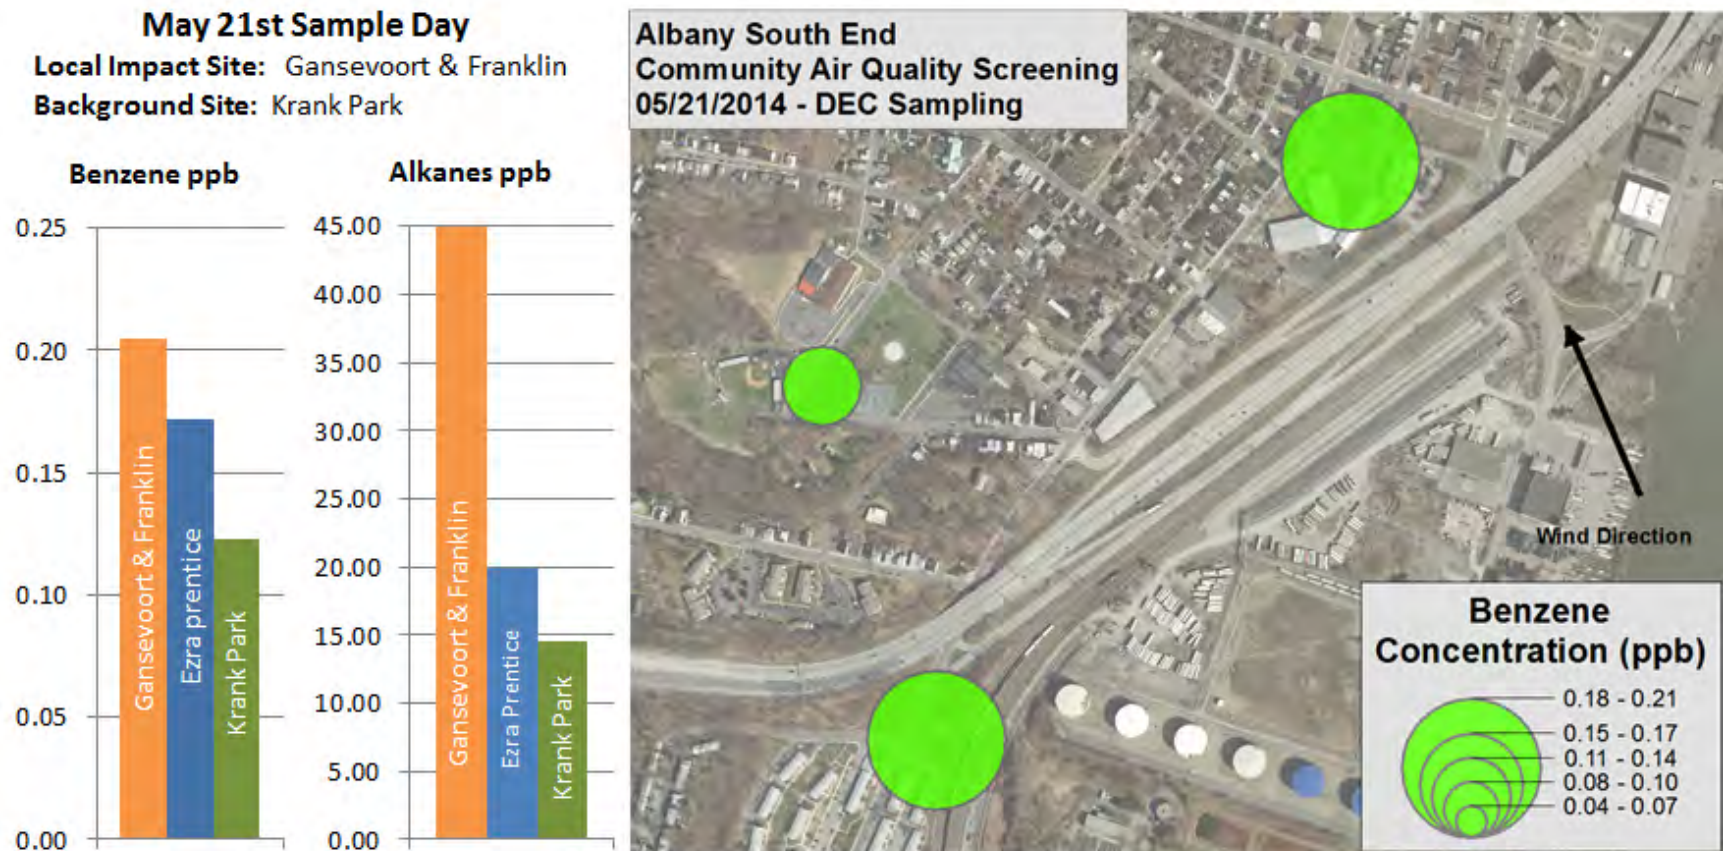 May 21st Sample Day
Local Impact Site: Gansevoort & Franklin
Background Site: Krank Park
Benzene ppb
0.25
0.20
0.15
0.10
0.05
0.00
Gansevoort & Franklin
Ezra prentice
Krank Park
Alkanes ppb
45.00
40.00
35.00
30.00
25.00
20.00
15.00
10.00
5.00
0.00
Gansevoort & Franklin
Ezra Prentice
Krank Park
Albany South End
Community Air Quality Screening
05/21/2014 - DEC Sampling
Wind Direction
Benzene
Concentration (ppb)
0.18 - 0.21
0.15 - 0.17
0.11 - 0.14
0.08 - 0.10
0.04 - 0.07